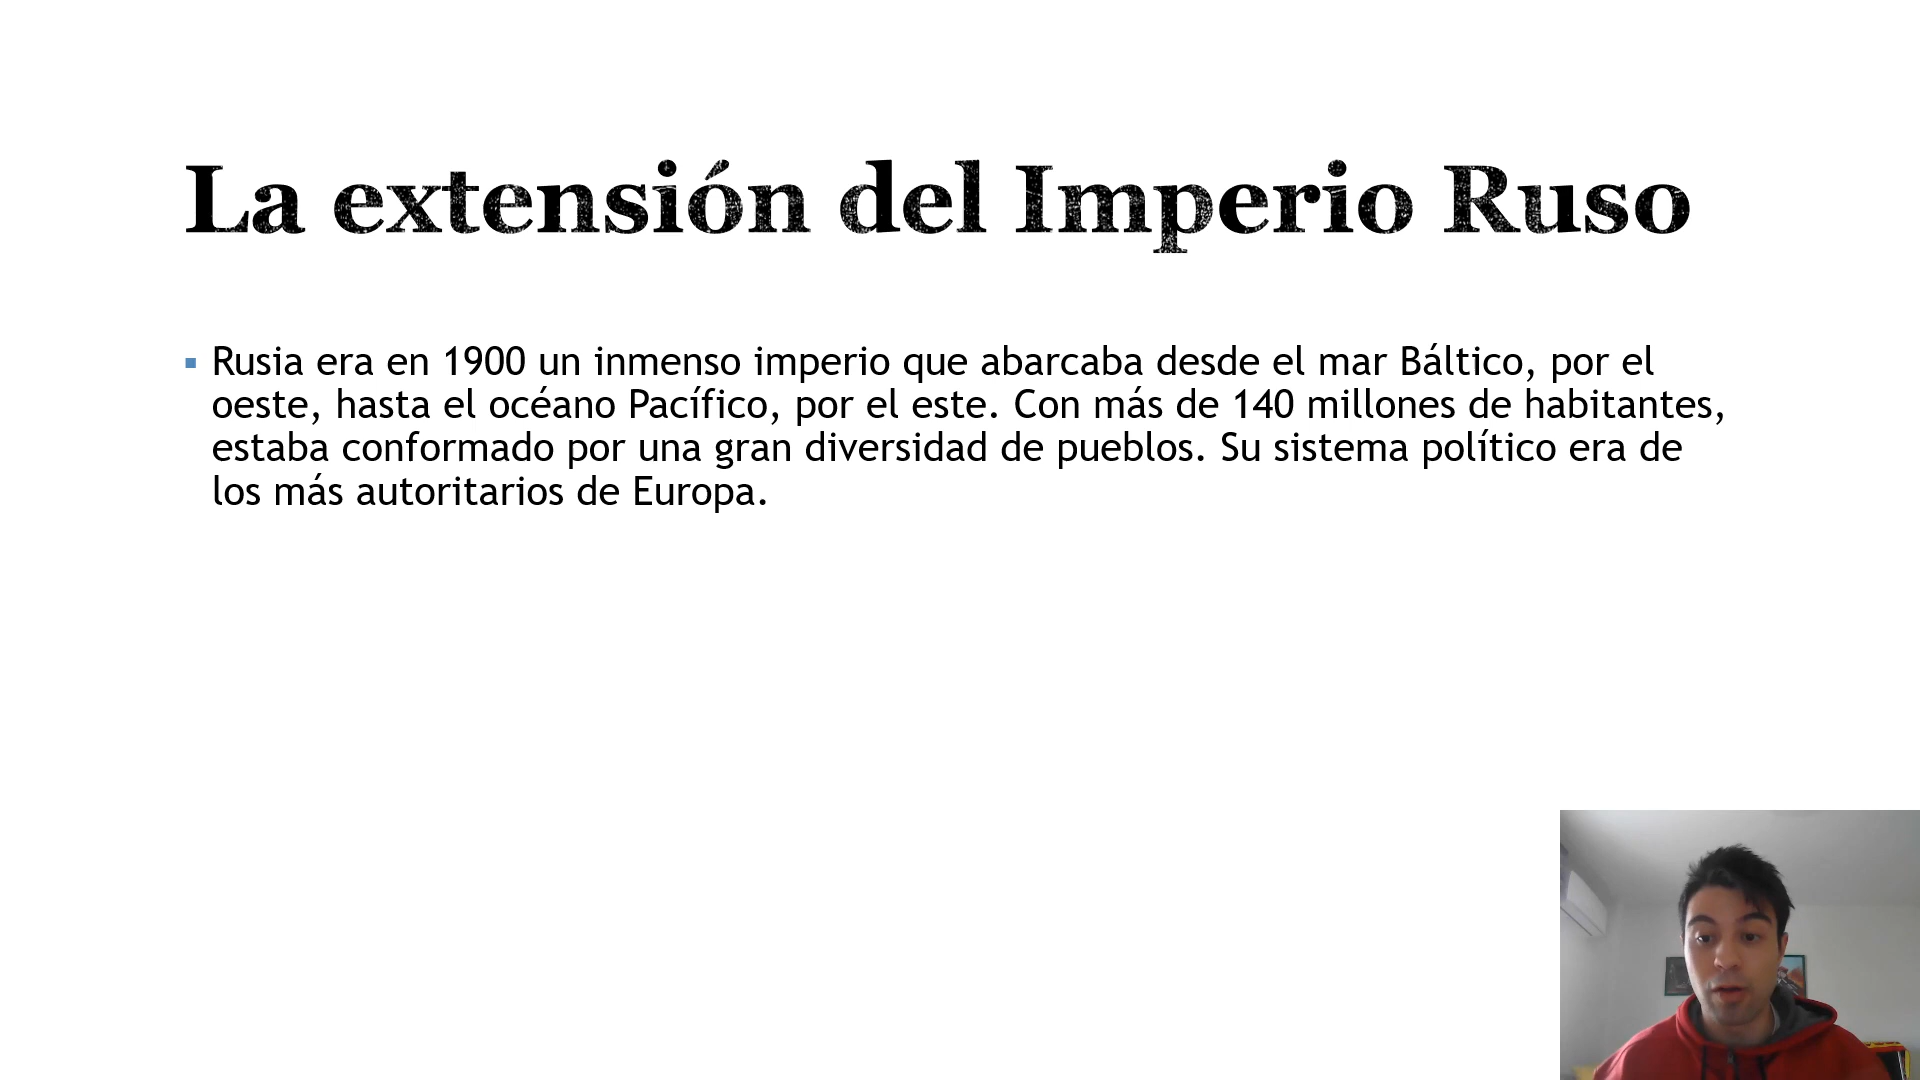 La extensión del Imperio Ruso
Rusia era en 1900 un inmenso imperio que abarcaba desde el mar Báltico, por el
oeste, hasta el océano Pacífico, por el este. Con más de 140 millones de habitantes,
estaba conformado por una gran diversidad de pueblos. Su sistema político era de
los más autoritarios de Europa.